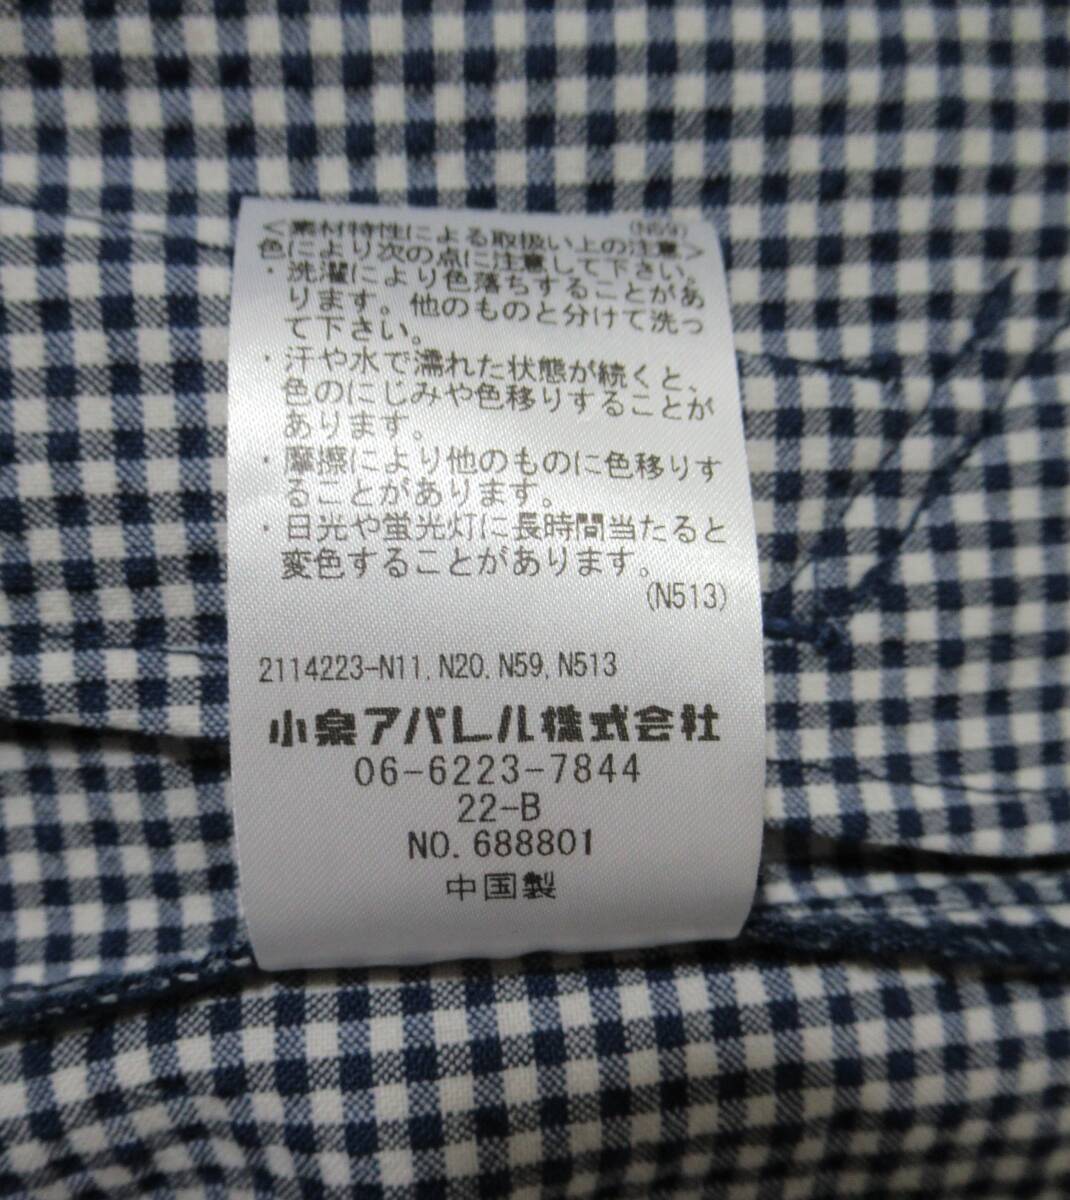 (N59)
<素材特性による取扱い上の注意>
色により次の点に注意して下さい。
・洗濯により色落ちすることがあ
ります。他のものと分けて洗っ
て下さい。
・汗や水で濡れた状態が続くと、
色のにじみや色移りすることが
あります。
・摩擦により他のものに色移りす
ることがあります。
・日光や蛍光灯に長時間当たると
変色することがあります。
(N513)
2114223-N11, N20, N59, N513
小泉アパレル株式会社
06-6223-7844
22-B
NO. 688801
中国製